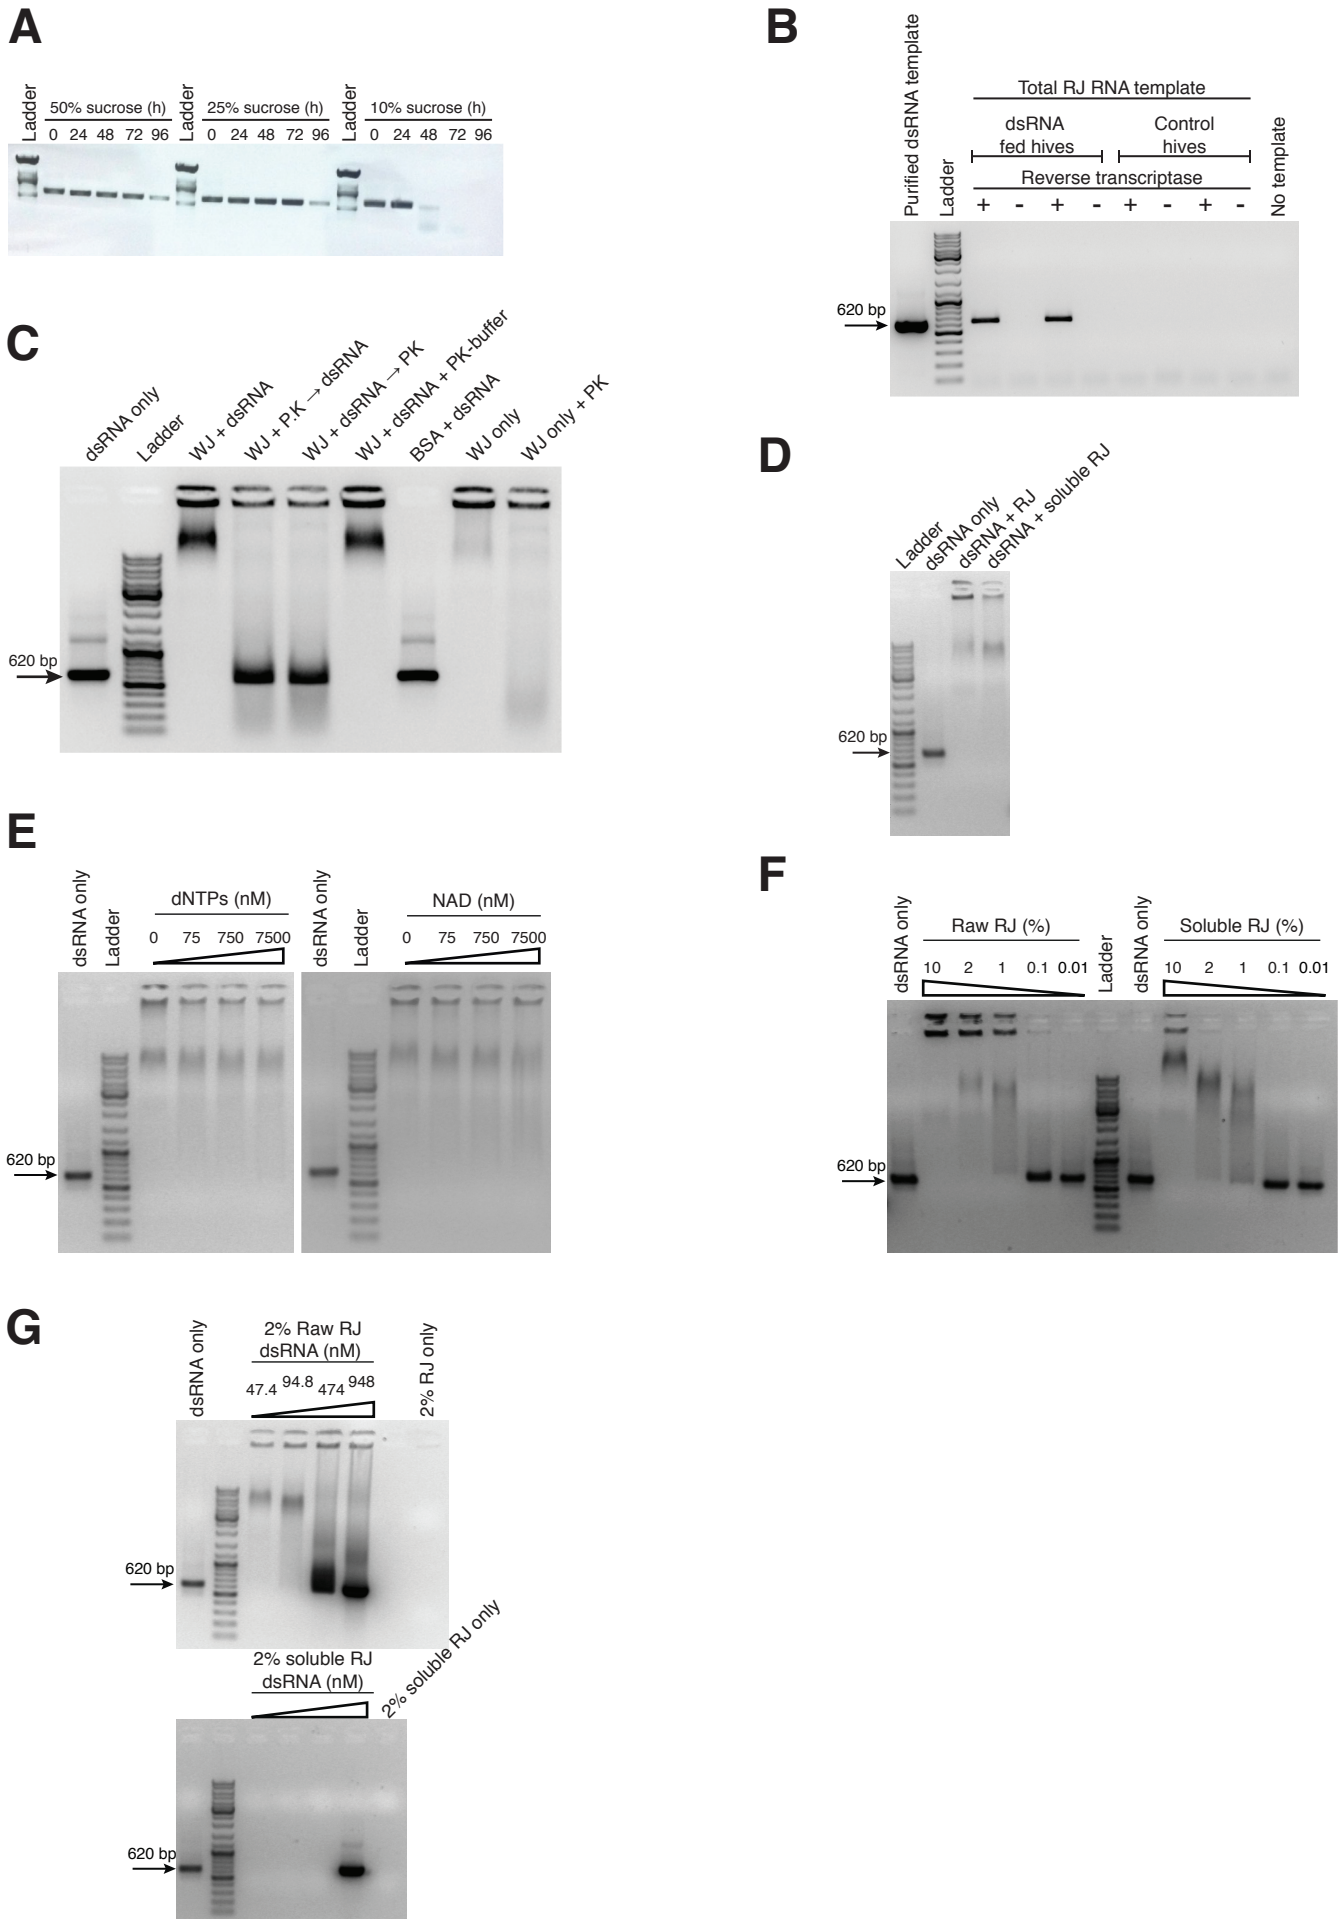 A
Ladder
50% sucrose (h)
0 24 48 72 96
Ladder
25% sucrose (h)
0 24 48 72 96
Ladder
10% sucrose (h)
0 24 48 72 96
B
Purified dsRNA template
Ladder
Total RJ RNA template
dsRNA
fed hives
Control
hives
Reverse transcriptase
+ - + - + - + -
No template
620 bp
C
dsRNA only
Ladder
WJ + dsRNA
WJ + P.K → dsRNA
WJ + dsRNA → PK
WJ + dsRNA + PK-buffer
BSA + dsRNA
WJ only
WJ only + PK
620 bp
D
Ladder
dsRNA only
dsRNA + RJ
dsRNA + soluble RJ
620 bp
E
dsRNA only
Ladder
dNTPs (nM)
0 75 750 7500
dsRNA only
Ladder
NAD (nM)
0 75 750 7500
620 bp
F
dsRNA only
Raw RJ (%)
10 2 1 0.1 0.01
Ladder
dsRNA only
Soluble RJ (%)
10 2 1 0.1 0.01
620 bp
G
dsRNA only
2% Raw RJ
dsRNA (nM)
47.4 94.8 474 948
2% RJ only
620 bp
2% soluble RJ
dsRNA (nM)
2% soluble RJ only
620 bp